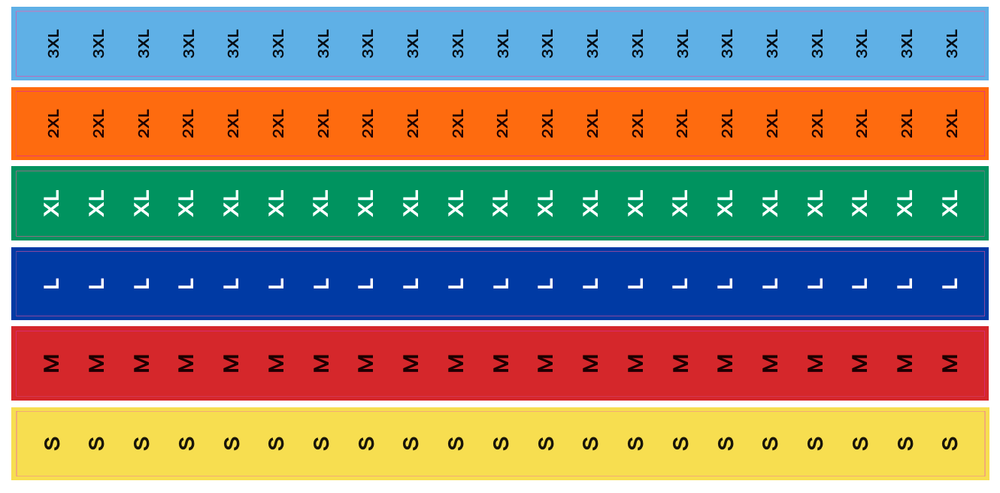 3XL 3XL 3XL 3XL 3XL 3XL 3XL 3XL 3XL 3XL 3XL 3XL 3XL 3XL 3XL 3XL 3XL 3XL 3XL 3XL 3XL
2XL 2XL 2XL 2XL 2XL 2XL 2XL 2XL 2XL 2XL 2XL 2XL 2XL 2XL 2XL 2XL 2XL 2XL 2XL 2XL 2XL
XL XL XL XL XL XL XL XL XL XL XL XL XL XL XL XL XL XL XL XL XL
L L L L L L L L L L L L L L L L L L L L L
M M M M M M M M M M M M M M M M M M M M M
S S S S S S S S S S S S S S S S S S S S S